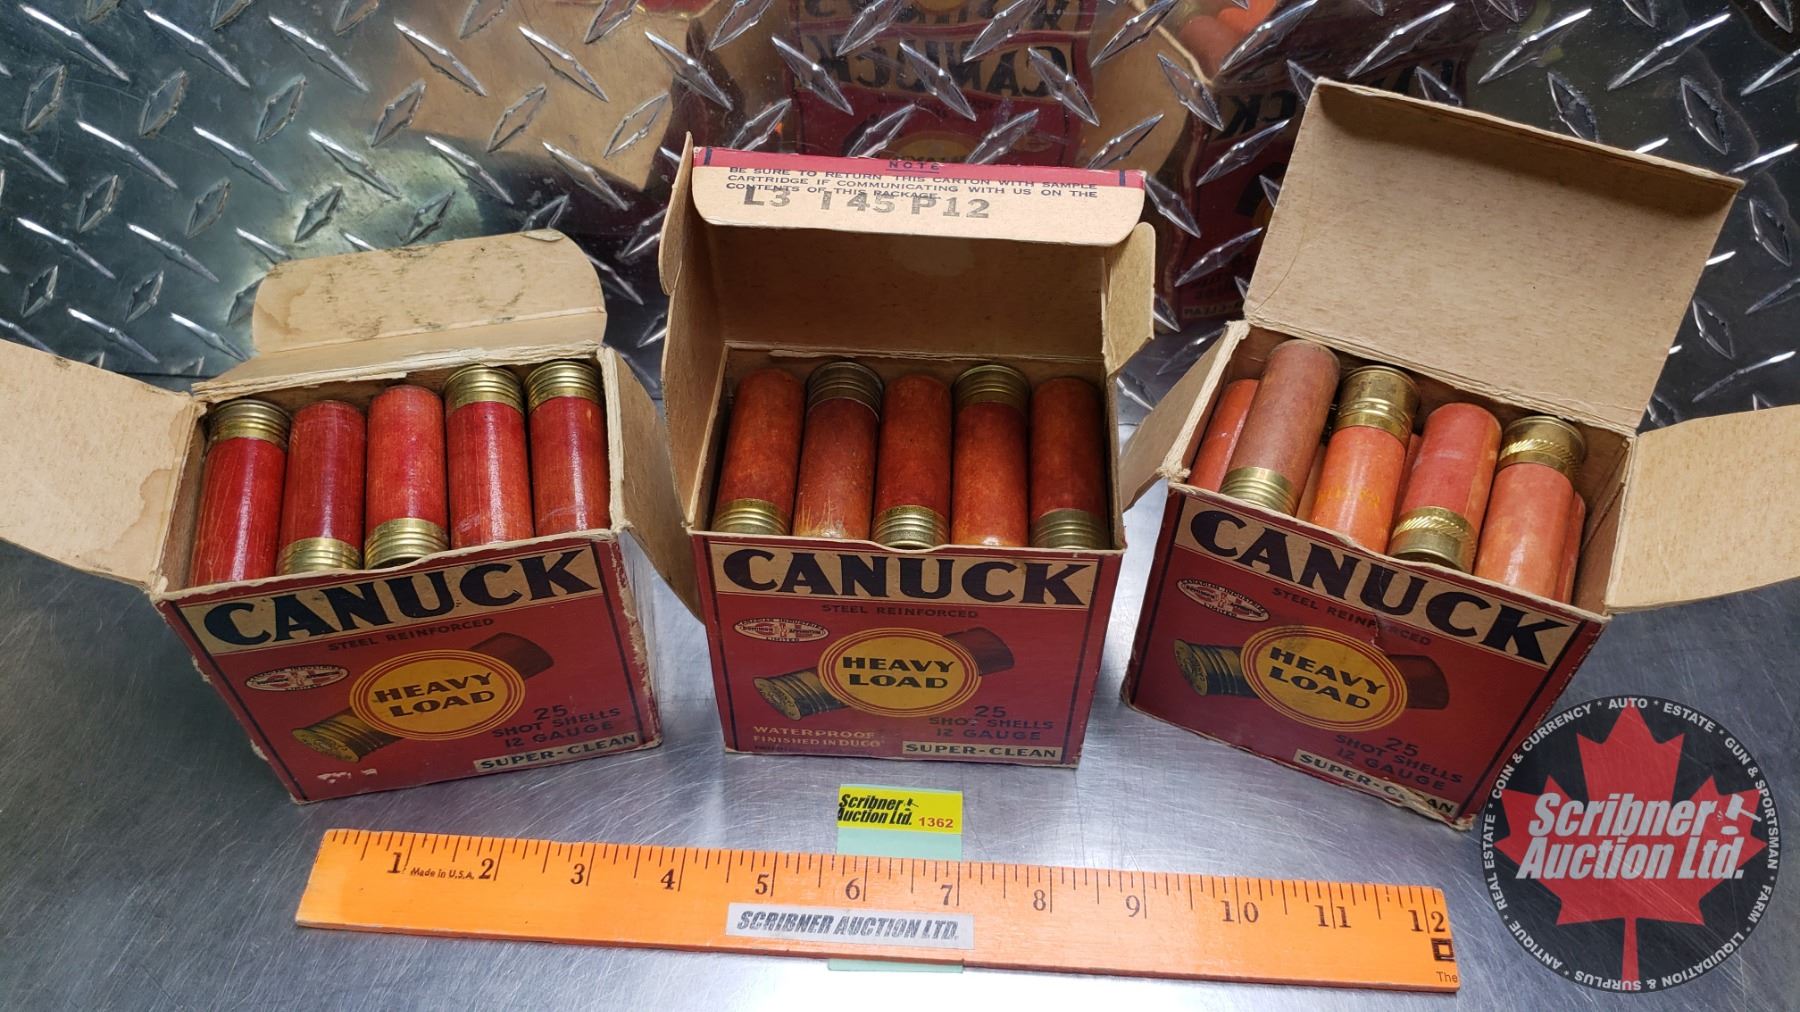 NOTE
BE SURE TO RETURN THIS CARTON WITH SAMPLE
CARTRIDGE IF COMMUNICATING WITH US ON THE
CONTENTS OF THIS PACKAGE.
L3 T45 P12
CANUCK
STEEL REINFORCED
HEAVY
LOAD
25
SHOT SHELLS
12 GAUGE
SUPER-CLEAN
CANUCK
STEEL REINFORCED
HEAVY
LOAD
25
SHOT SHELLS
12 GAUGE
WATERPROOF
FINISHED IN DUCO
SUPER-CLEAN
CANUCK
STEEL REINFORCED
HEAVY
LOAD
25
SHOT SHELLS
12 GAUGE
SUPER-CLEAN
Scribner
Auction Ltd. 1362
1 2 3 4 5 6 7 8 9 10 11 12
Made in U.S.A.
The
SCRIBNER AUCTION LTD.
ANTIQUE * REAL ESTATE * COIN & CURRENCY * AUTO * ESTATE * GUN & SPORTSMAN * FARM * LIQUIDATION & SURPLUS *
Scribner
Auction Ltd.